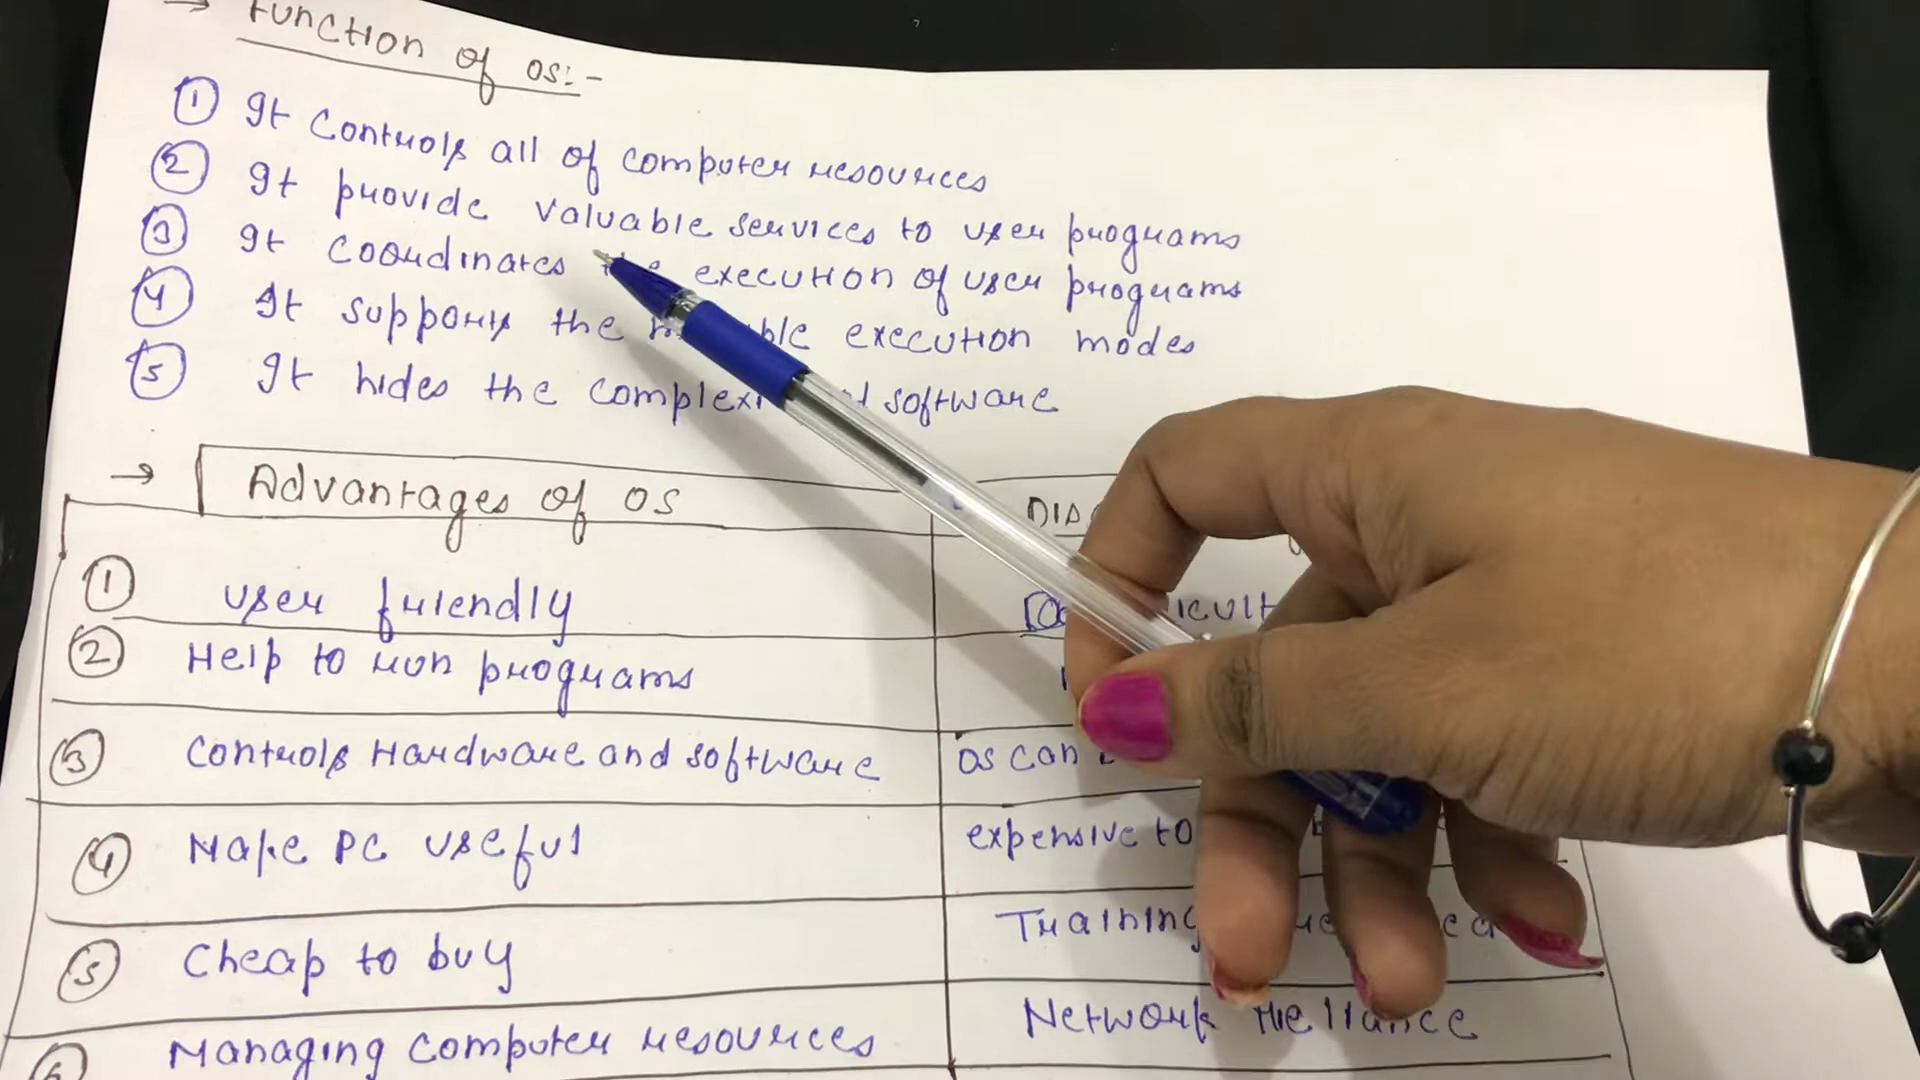 → Function of OS:-
① It Controls all of computer resources
② It provide valuable services to user programs
③ It coordinates the execution of user programs
④ It supports the execution modes
⑤ It hides the software
→ Advantages of OS
① user friendly
② Help to run programs
③ Controls Hardware and software OS can
④ Make PC useful expensive to
⑤ Cheap to buy Training
⑥ Managing computer resources Network reliance